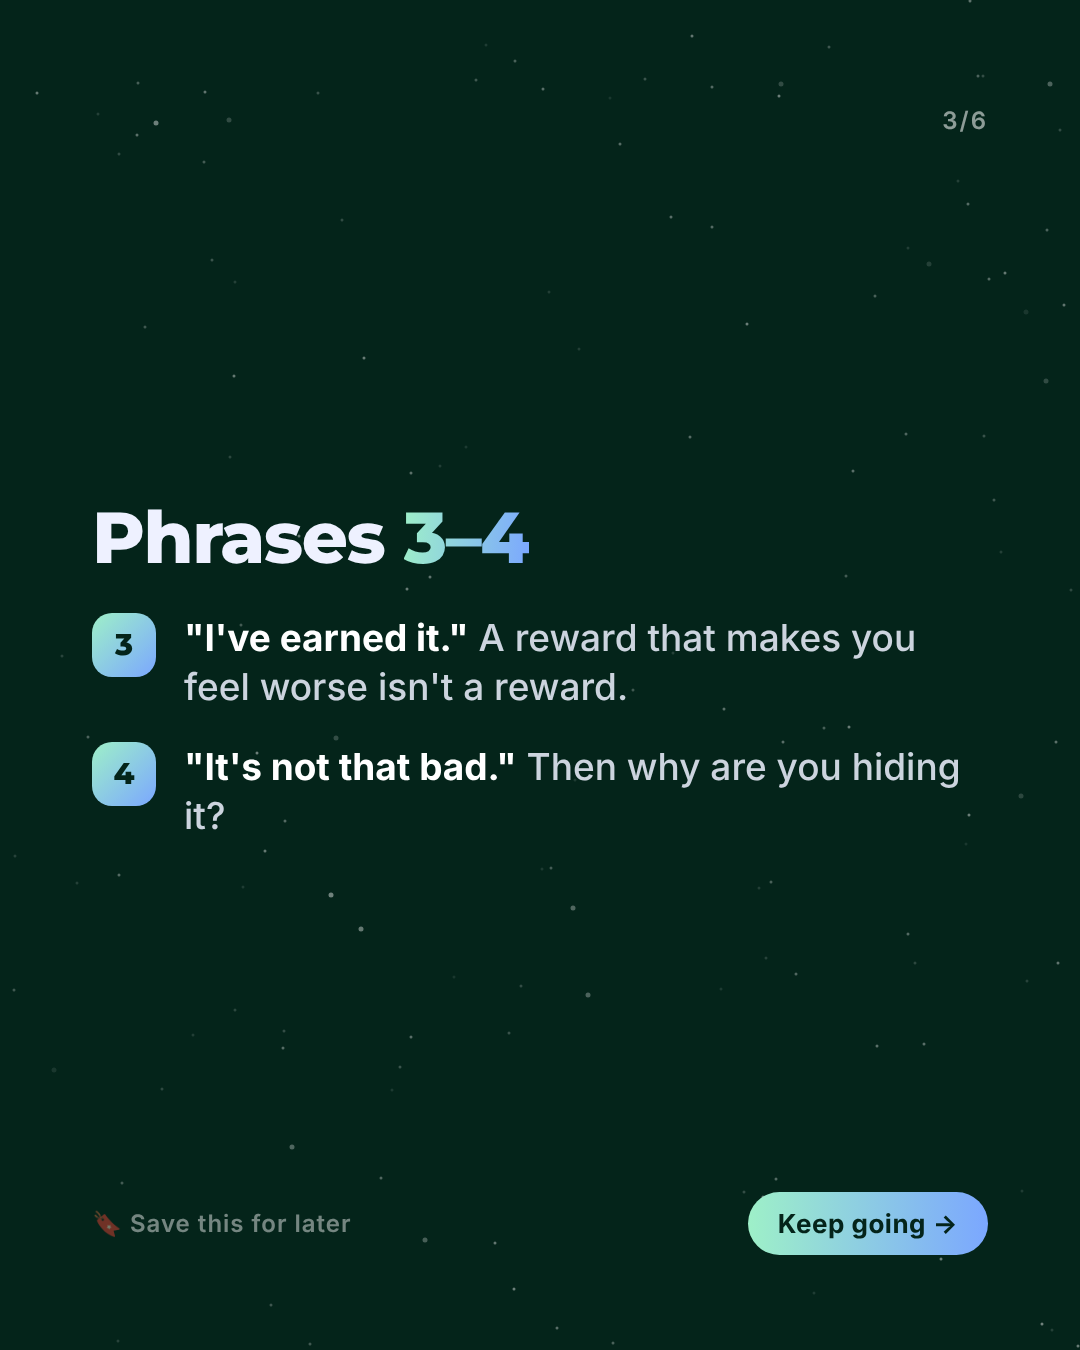 3/6
Phrases 3–4
3
"I've earned it." A reward that makes you
feel worse isn't a reward.
4
"It's not that bad." Then why are you hiding
it?
Save this for later
Keep going →